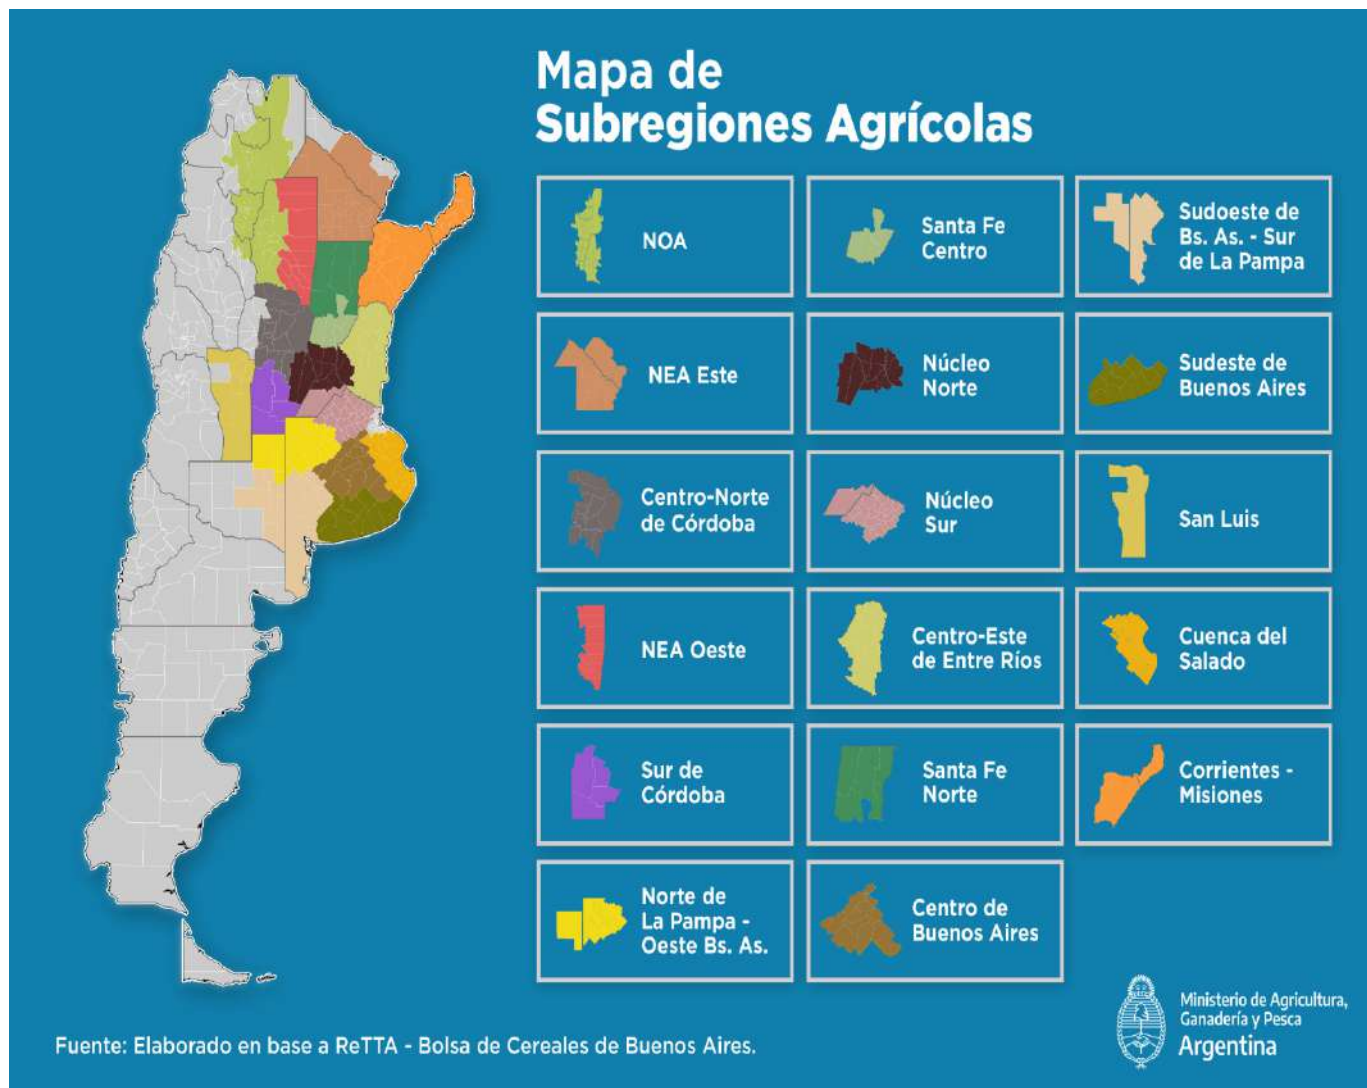 Mapa de
Subregiones Agrícolas
NOA
Santa Fe
Centro
Sudoeste de
Bs. As. - Sur
de La Pampa
NEA Este
Núcleo
Norte
Sudeste de
Buenos Aires
Centro-Norte
de Córdoba
Núcleo
Sur
San Luis
NEA Oeste
Centro-Este
de Entre Ríos
Cuenca del
Salado
Sur de
Córdoba
Santa Fe
Norte
Corrientes -
Misiones
Norte de
La Pampa -
Oeste Bs. As.
Centro de
Buenos Aires
Ministerio de Agricultura,
Ganadería y Pesca
Argentina
Fuente: Elaborado en base a ReTTA - Bolsa de Cereales de Buenos Aires.